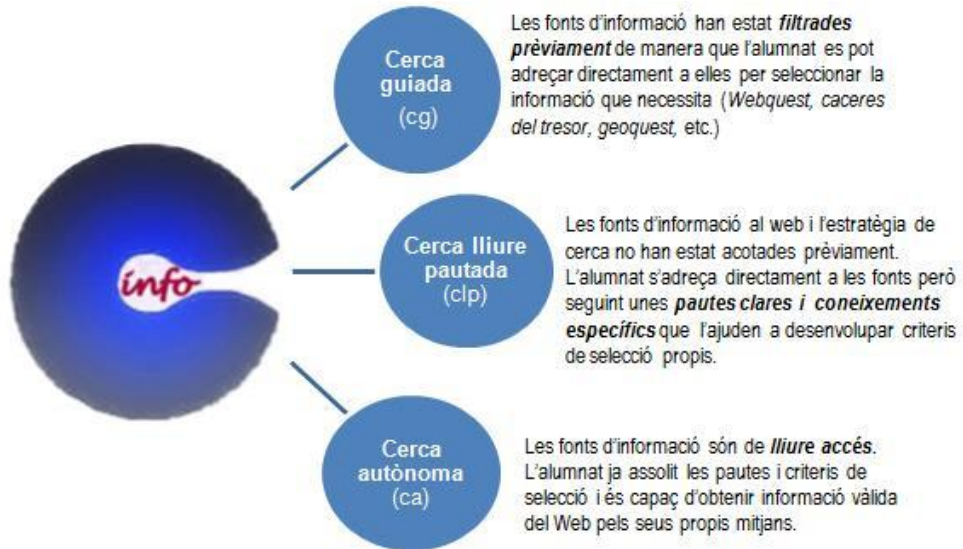 Cerca
guiada
(cg)
Les fonts d'informació han estat filtrades
prèviament de manera que l'alumnat es pot
adreçar directament a elles per seleccionar la
informació que necessita (Webquest, caceres
del tresor, geoquest, etc.)
info
Cerca lliure
pautada
(clp)
Les fonts d'informació al web i l'estratègia de
cerca no han estat acotades prèviament.
L'alumnat s'adreça directament a les fonts però
seguint unes pautes clares i coneixements
específics que l'ajuden a desenvolupar criteris
de selecció propis.
Cerca
autònoma
(ca)
Les fonts d'informació són de lliure accés.
L'alumnat ja assolit les pautes i criteris de
selecció i és capaç d'obtenir informació vàlida
del Web pels seus propis mitjans.